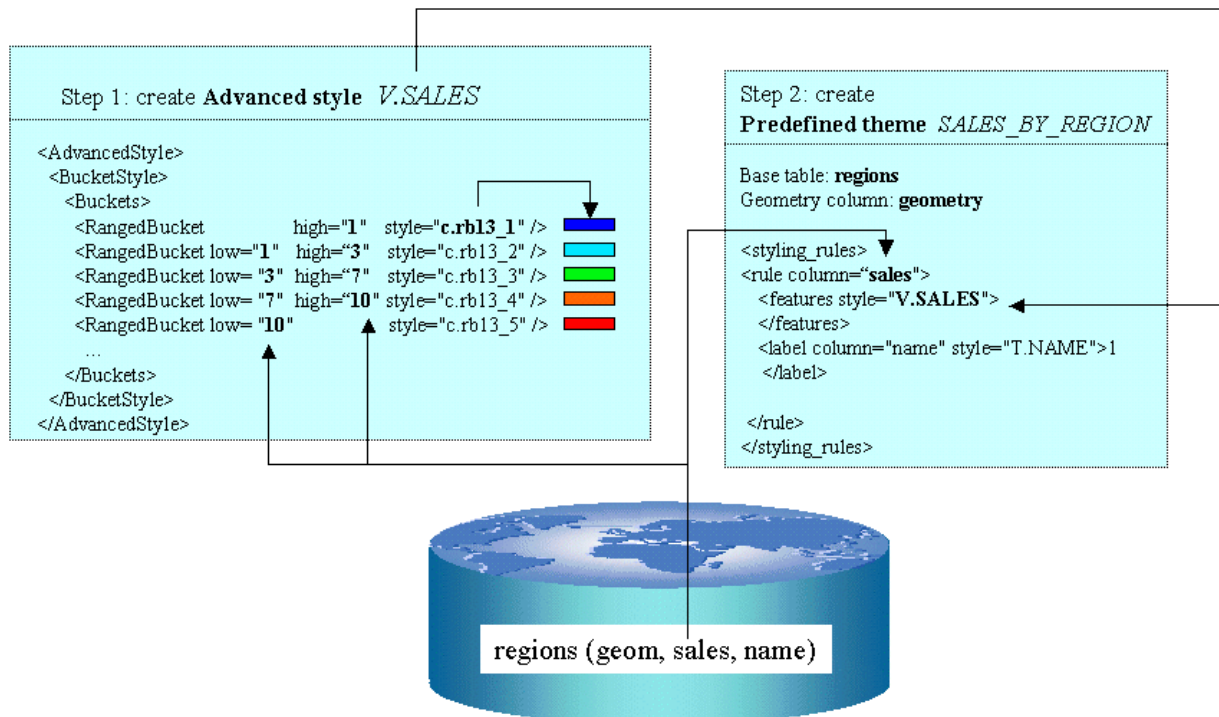 Step 1: create Advanced style V.SALES
<AdvancedStyle>
<BucketStyle>
<Buckets>
<RangedBucket high="1" style="c.rb13_1" />
<RangedBucket low="1" high=“3” style="c.rb13_2" />
<RangedBucket low= "3" high=“7” style="c.rb13_3" />
<RangedBucket low= "7" high=“10” style="c.rb13_4" />
<RangedBucket low= "10" style="c.rb13_5" />
...
</Buckets>
</BucketStyle>
</AdvancedStyle>
Step 2: create
Predefined theme SALES_BY_REGION
Base table: regions
Geometry column: geometry
<styling_rules>
<rule column=“sales">
<features style="V.SALES">
</features>
<label column="name" style="T.NAME">1
</label>
</rule>
</styling_rules>
regions (geom, sales, name)